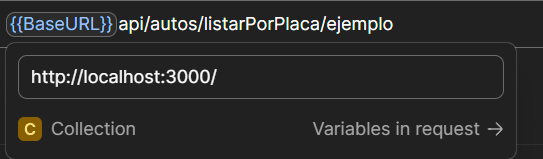 {{BaseURL}}api/autos/listarPorPlaca/ejemplo
http://localhost:3000/
C Collection Variables in request →